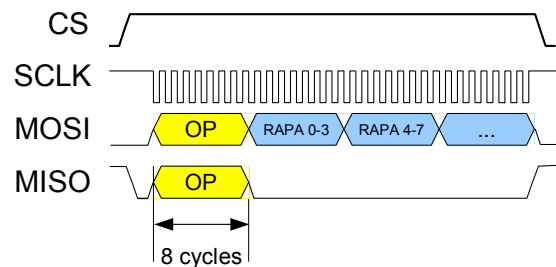 CS
SCLK
MOSI OP RAPA 0-3 RAPA 4-7 ...
MISO OP
8 cycles